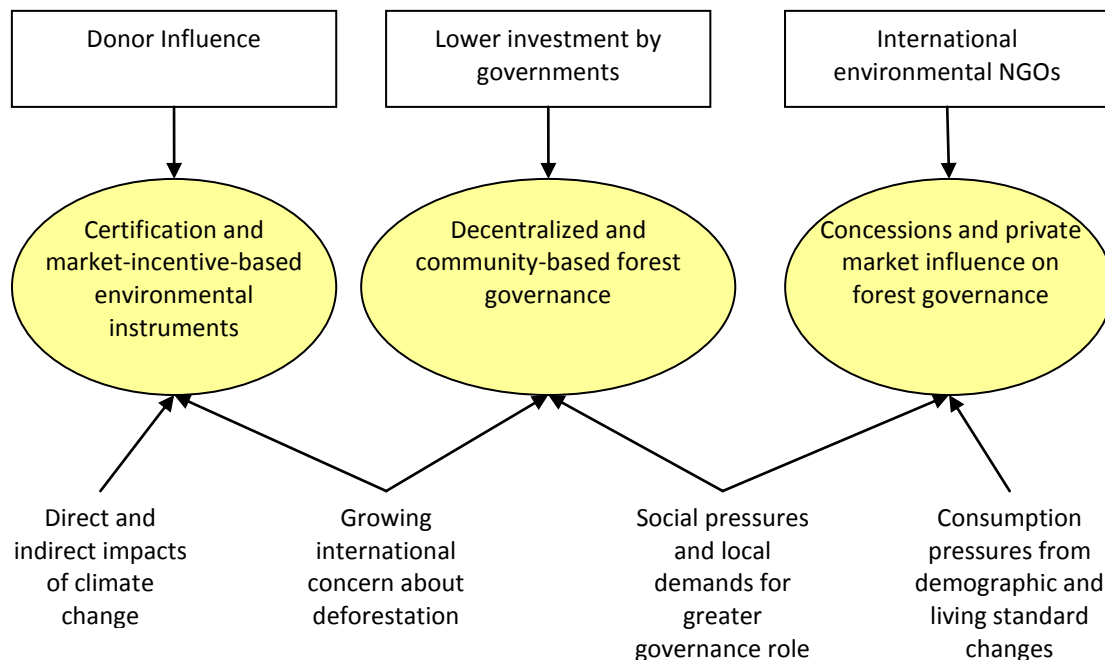 Donor Influence
Lower investment by
governments
International
environmental NGOs
Certification and
market-incentive-based
environmental
instruments
Decentralized and
community-based forest
governance
Concessions and private
market influence on
forest governance
Direct and
indirect impacts
of climate
change
Growing
international
concern about
deforestation
Social pressures
and local
demands for
greater
governance role
Consumption
pressures from
demographic and
living standard
changes